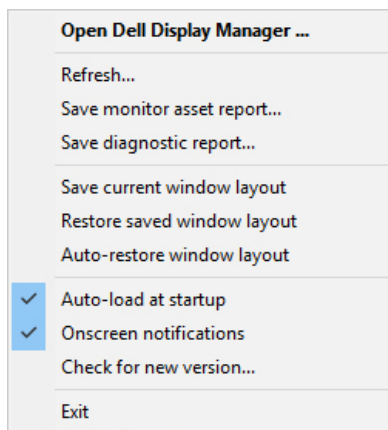 Open Dell Display Manager ...
Refresh...
Save monitor asset report...
Save diagnostic report...
Save current window layout
Restore saved window layout
Auto-restore window layout
Auto-load at startup
Onscreen notifications
Check for new version...
Exit